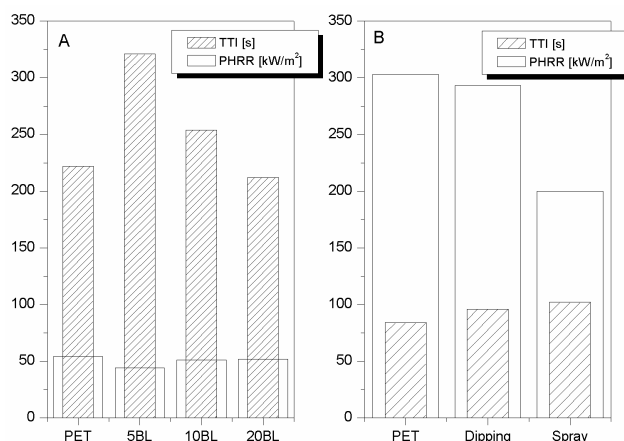 A
TTI [s]
PHRR [kW/m²]
350
300
250
200
150
100
50
0
PET
5BL
10BL
20BL
B
TTI [s]
PHRR [kW/m²]
350
300
250
200
150
100
50
0
PET
Dipping
Spray